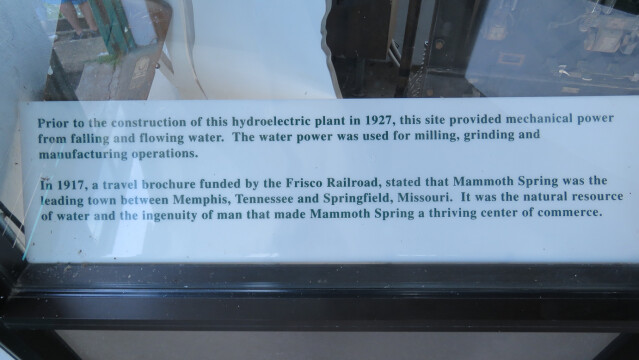 Prior to the construction of this hydroelectric plant in 1927, this site provided mechanical power
from falling and flowing water.  The water power was used for milling, grinding and
manufacturing operations.
In 1917, a travel brochure funded by the Frisco Railroad, stated that Mammoth Spring was the
leading town between Memphis, Tennessee and Springfield, Missouri.  It was the natural resource
of water and the ingenuity of man that made Mammoth Spring a thriving center of commerce.